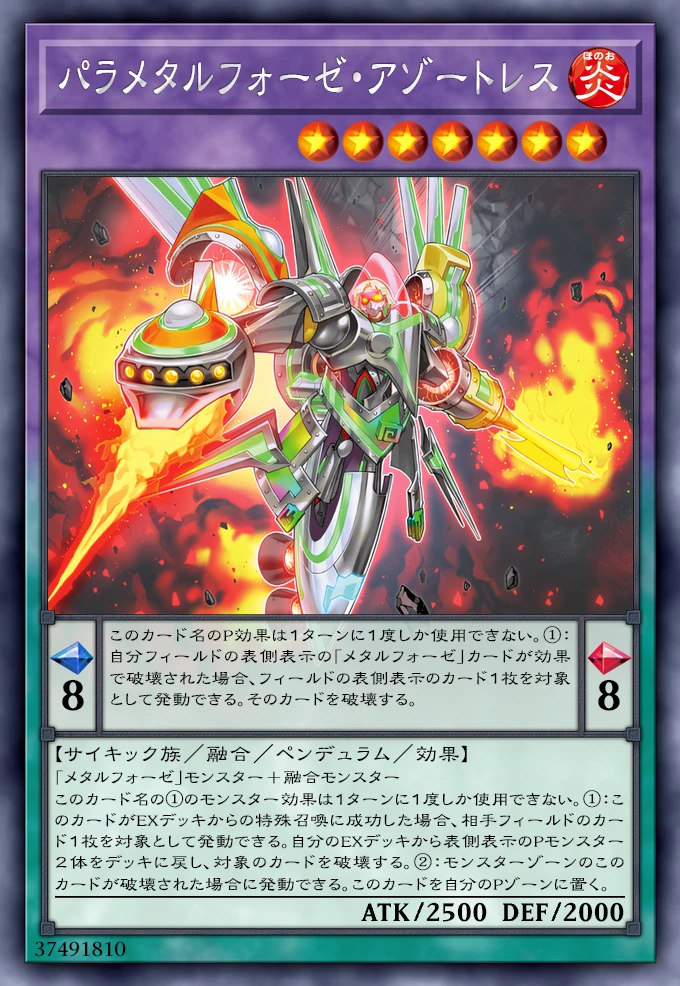 パラメタルフォーゼ・アゾートレス
ほのお
炎
このカード名のP効果は1ターンに1度しか使用できない。①：
自分フィールドの表側表示の「メタルフォーゼ」カードが効果
で破壊された場合、フィールドの表側表示のカード1枚を対象
として発動できる。そのカードを破壊する。
8
8
【サイキック族／融合／ペンデュラム／効果】
「メタルフォーゼ」モンスター＋融合モンスター
このカード名の①のモンスター効果は1ターンに1度しか使用できない。①：こ
のカードがEXデッキからの特殊召喚に成功した場合、相手フィールドのカー
ド1枚を対象として発動できる。自分のEXデッキから表側表示のPモンスター
2体をデッキに戻し、対象のカードを破壊する。②：モンスターゾーンのこの
カードが破壊された場合に発動できる。このカードを自分のPゾーンに置く。
ATK/2500 DEF/2000
37491810